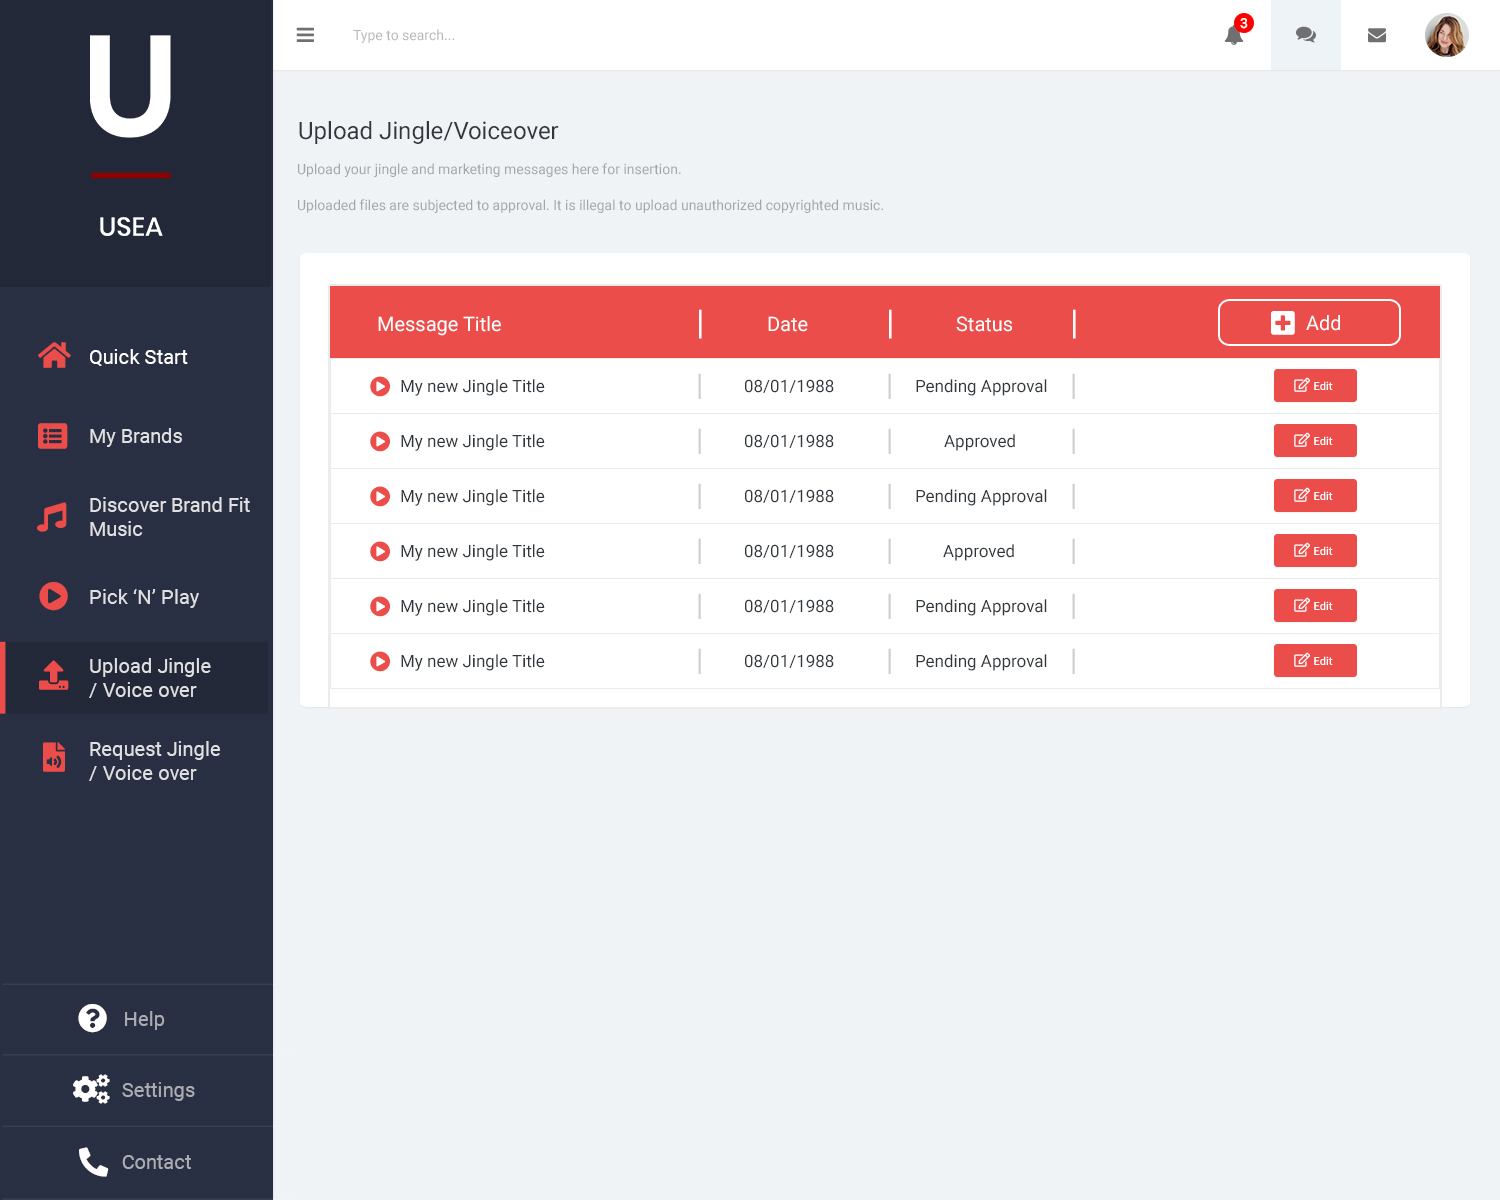 U
USEA
Quick Start
My Brands
Discover Brand Fit
Music
Pick ‘N’ Play
Upload Jingle
/ Voice over
Request Jingle
/ Voice over
Help
Settings
Contact
Type to search...
3
Upload Jingle/Voiceover
Upload your jingle and marketing messages here for insertion.
Uploaded files are subjected to approval. It is illegal to upload unauthorized copyrighted music.
Message Title Date Status Add
My new Jingle Title 08/01/1988 Pending Approval Edit
My new Jingle Title 08/01/1988 Approved Edit
My new Jingle Title 08/01/1988 Pending Approval Edit
My new Jingle Title 08/01/1988 Approved Edit
My new Jingle Title 08/01/1988 Pending Approval Edit
My new Jingle Title 08/01/1988 Pending Approval Edit